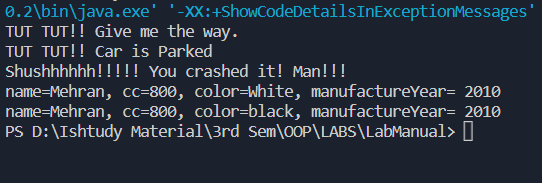 0.2\bin\java.exe' '-XX:+ShowCodeDetailsInExceptionMessages'
TUT TUT!! Give me the way.
TUT TUT!! Car is Parked
Shushhhhhh!!!!! You crashed it! Man!!!
name=Mehran, cc=800, color=White, manufactureYear= 2010
name=Mehran, cc=800, color=black, manufactureYear= 2010
PS D:\Ishtudy Material\3rd Sem\OOP\LABS\LabManual>